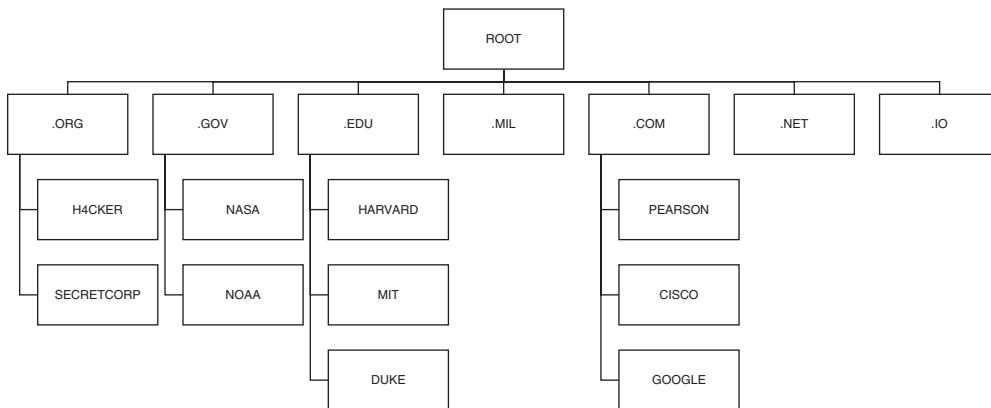 ROOT
.ORG
.GOV
.EDU
.MIL
.COM
.NET
.IO
H4CKER
NASA
HARVARD
PEARSON
SECRETCORP
NOAA
MIT
CISCO
DUKE
GOOGLE